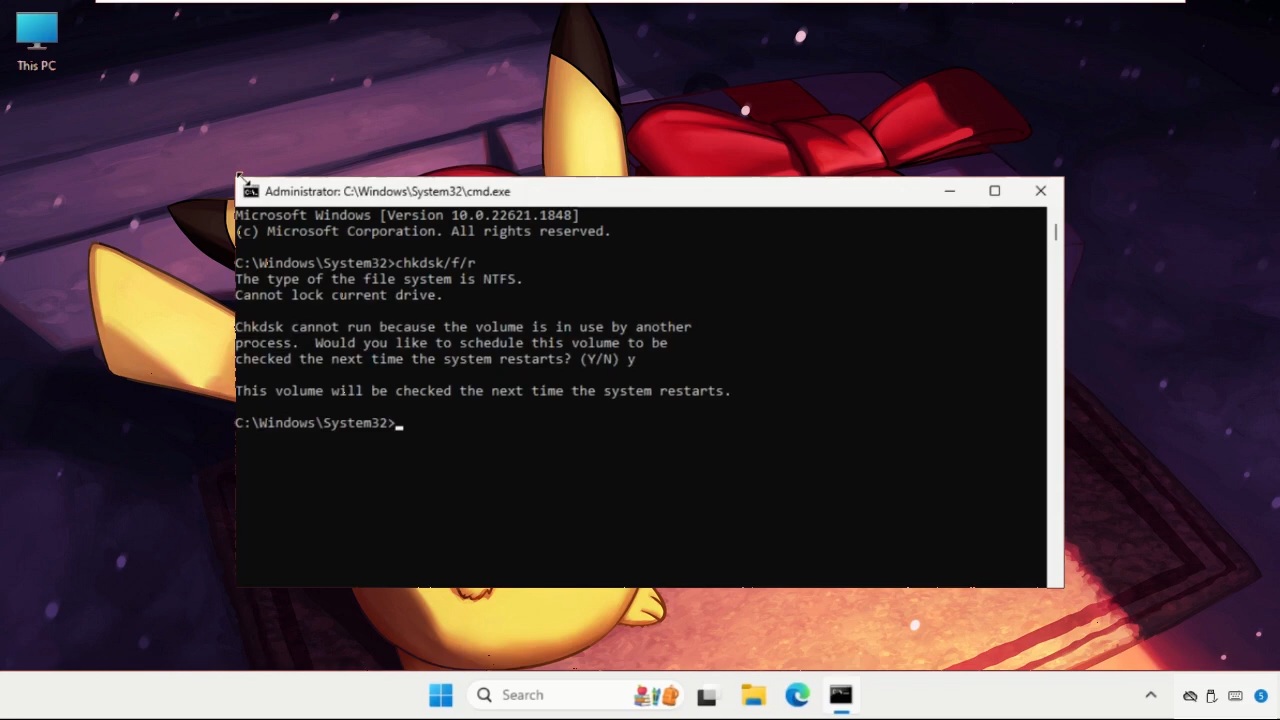 This PC
Administrator: C:\Windows\System32\cmd.exe
Microsoft Windows [Version 10.0.22621.1848]
(c) Microsoft Corporation. All rights reserved.
C:\Windows\System32>chkdsk/f/r
The type of the file system is NTFS.
Cannot lock current drive.
Chkdsk cannot run because the volume is in use by another
process.  Would you like to schedule this volume to be
checked the next time the system restarts? (Y/N) y
This volume will be checked the next time the system restarts.
C:\Windows\System32>
Search
5